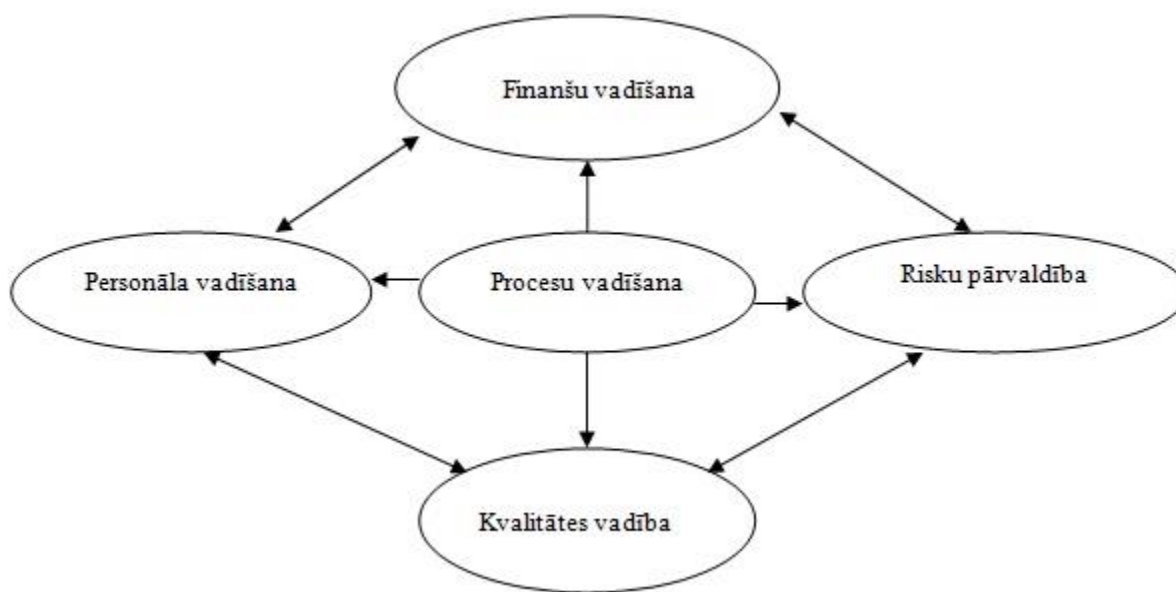 Finanšu vadīšana
Personāla vadīšana
Procesu vadīšana
Risku pārvaldība
Kvalitātes vadība